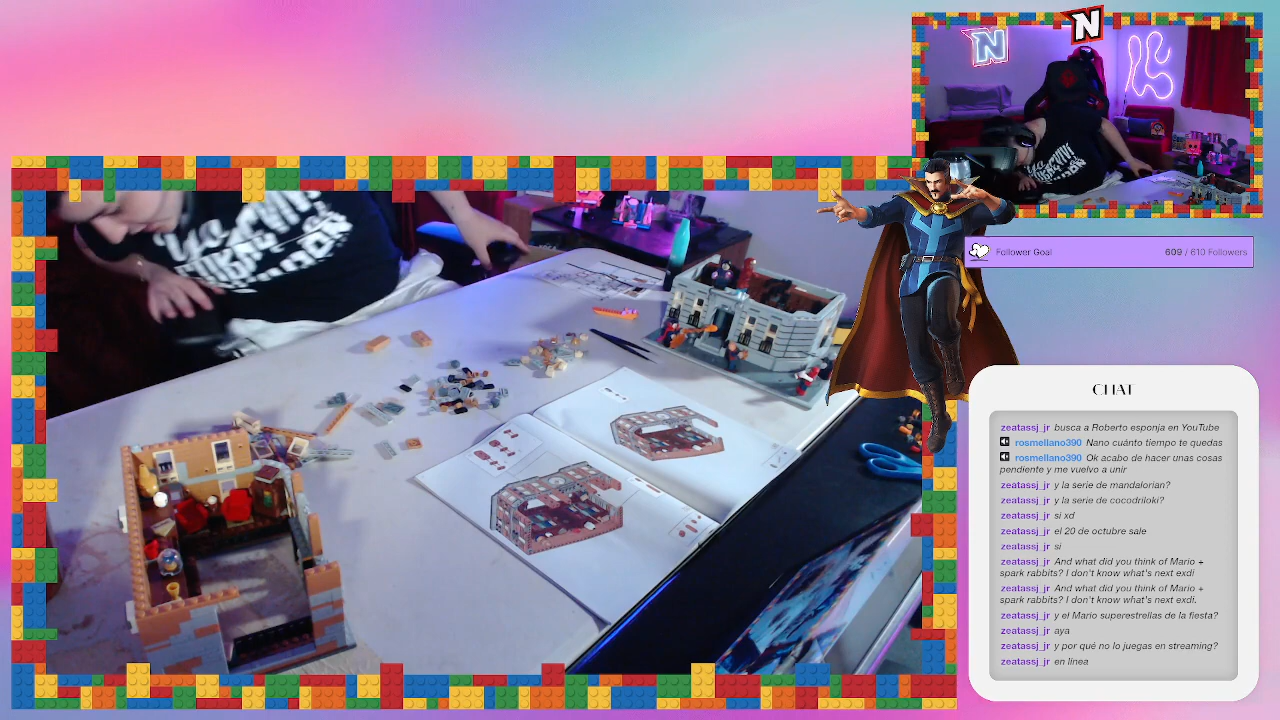 N
N
Follower Goal
609 / 610 Followers
CHAT
zeatassj_jr busca a Roberto esponja en YouTube
rosmellano390 Nano cuánto tiempo te quedas
rosmellano390 Ok acabo de hacer unas cosas
pendiente y me vuelvo a unir
zeatassj_jr y la serie de mandalorian?
zeatassj_jr y la serie de cocodriloki?
zeatassj_jr si xd
zeatassj_jr el 20 de octubre sale
zeatassj_jr si
zeatassj_jr And what did you think of Mario +
spark rabbits? I don't know what's next exdi
zeatassj_jr And what did you think of Mario +
spark rabbits? I don't know what's next exdi.
zeatassj_jr y el Mario superestrellas de la fiesta?
zeatassj_jr aya
zeatassj_jr y por qué no lo juegas en streaming?
zeatassj_jr en línea